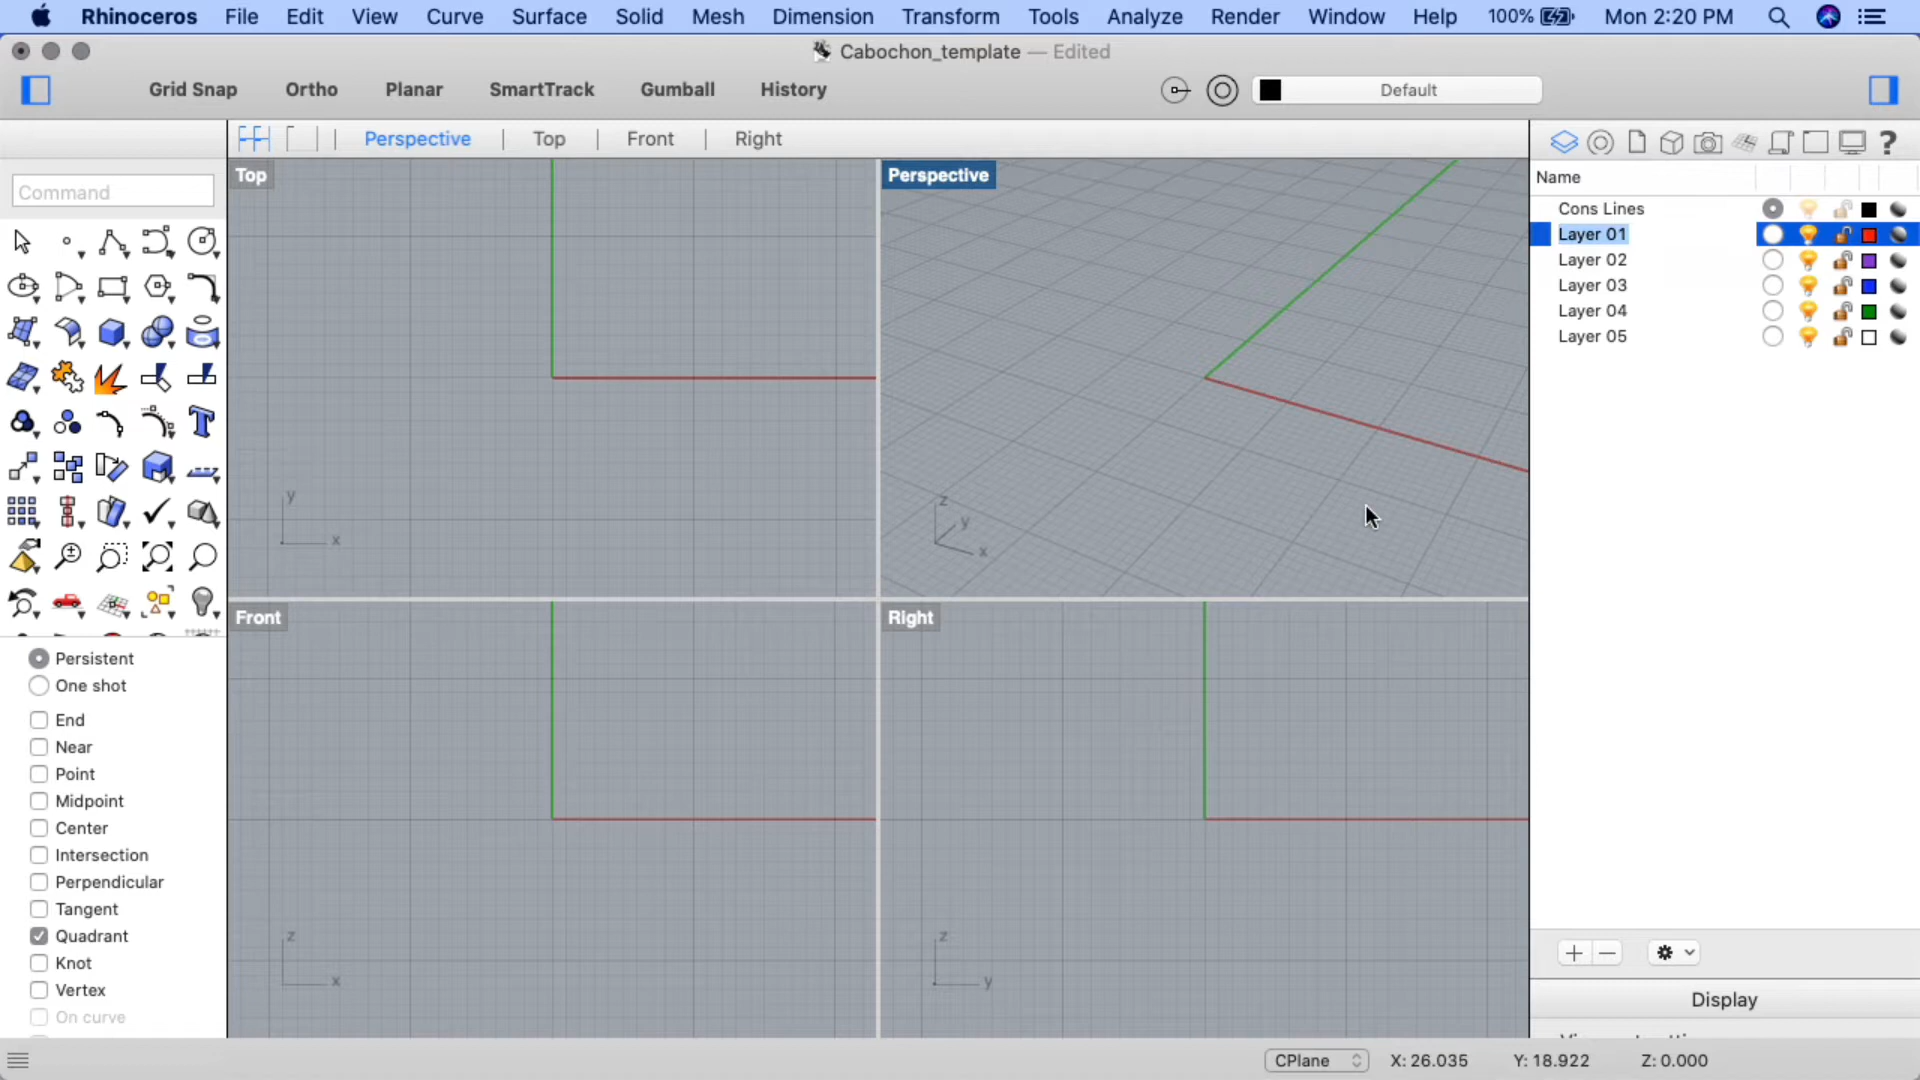 Rhinoceros File Edit View Curve Surface Solid Mesh Dimension Transform Tools Analyze Render Window Help 100% Mon 2:20 PM
Cabochon_template — Edited
Grid Snap Ortho Planar SmartTrack Gumball History Default
Perspective Top Front Right
Command
Top
y
x
Perspective
z
y
x
Front
z
x
Right
z
y
Persistent
One shot
End
Near
Point
Midpoint
Center
Intersection
Perpendicular
Tangent
Quadrant
Knot
Vertex
On curve
Name
Cons Lines
Layer 01
Layer 02
Layer 03
Layer 04
Layer 05
Display
CPlane X: 26.035 Y: 18.922 Z: 0.000